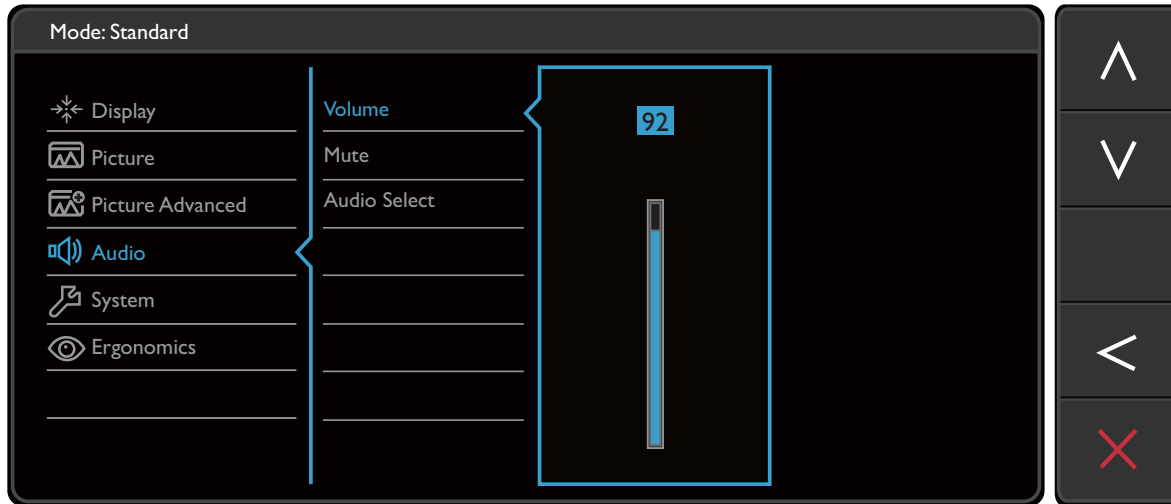 Mode: Standard
Display
Picture
Picture Advanced
Audio
System
Ergonomics
Volume
Mute
Audio Select
92